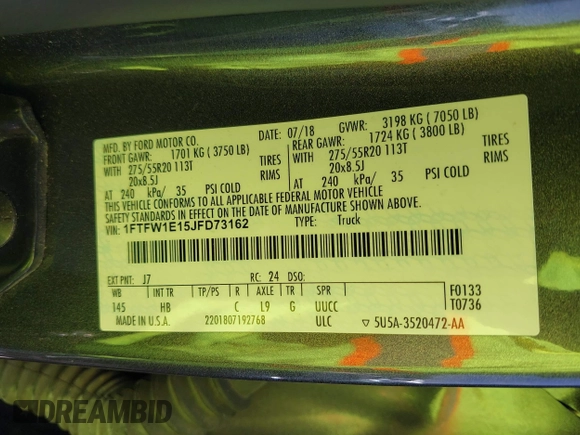 MFD. BY FORD MOTOR CO. DATE: 07/18 GVWR: 3198 KG ( 7050 LB)
FRONT GAWR: 1701 KG ( 3750 LB) REAR GAWR: 1724 KG ( 3800 LB)
WITH 275/55R20 113T TIRES WITH 275/55R20 113T TIRES
20x8.5J RIMS 20x8.5J RIMS
AT 240 kPa/ 35 PSI COLD AT 240 kPa/ 35 PSI COLD
THIS VEHICLE CONFORMS TO ALL APPLICABLE FEDERAL MOTOR VEHICLE
SAFETY STANDARDS IN EFFECT ON THE DATE OF MANUFACTURE SHOWN ABOVE.
VIN: 1FTFW1E15JFD73162 TYPE: Truck
EXT PNT: J7 RC: 24 DSO:
WB INT TR TP/PS R AXLE TR SPR F0133
145 HB C L9 G UUCC T0736
MADE IN U.S.A. 2201807192768 ULC ▽ 5U5A-3520472-AA
DREAMBID